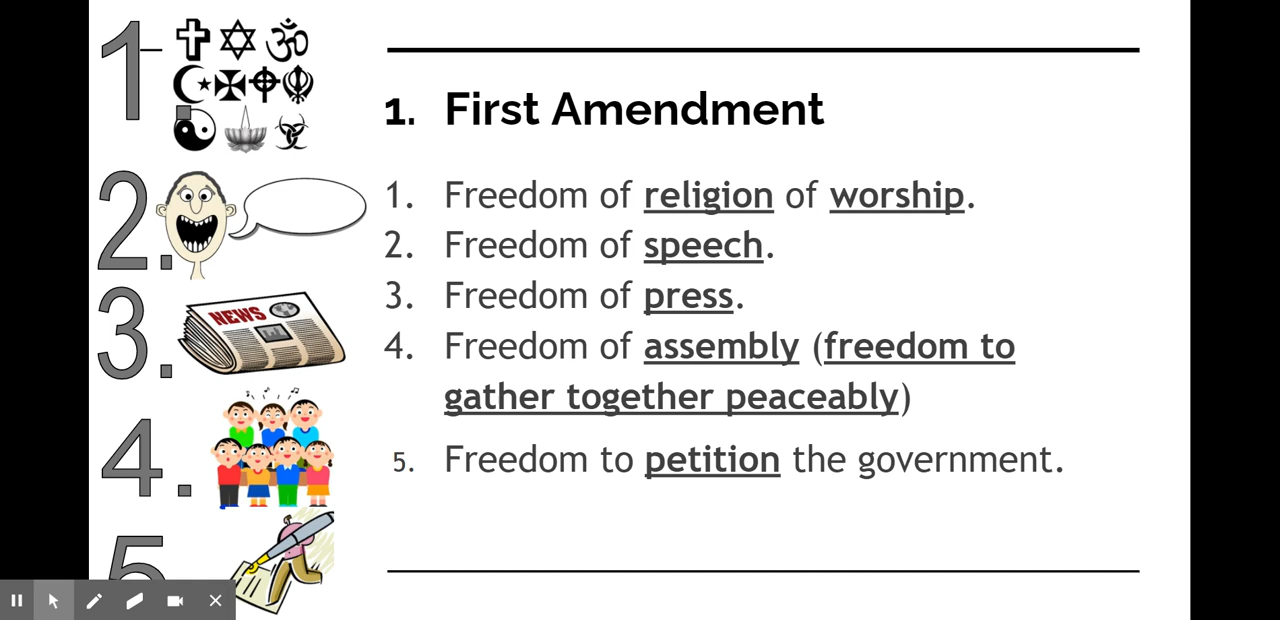 1.
1. First Amendment
1. Freedom of religion of worship.
2.
2. Freedom of speech.
3.
NEWS
3. Freedom of press.
4. Freedom of assembly (freedom to
gather together peaceably)
4.
5. Freedom to petition the government.
5